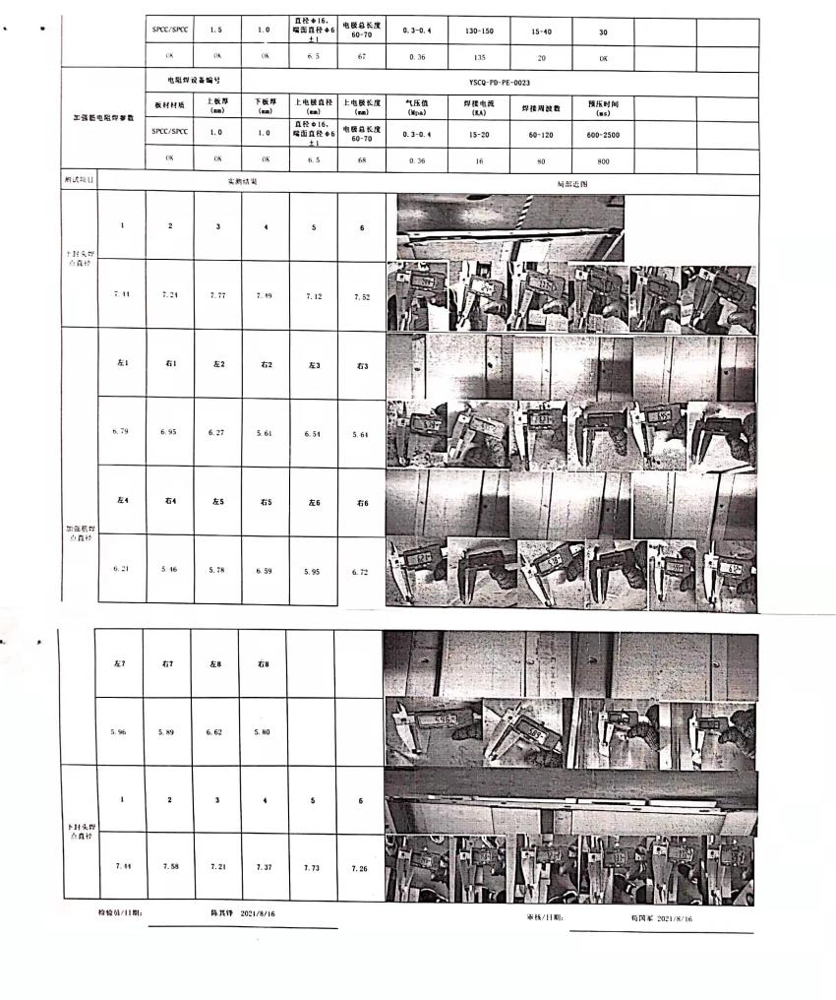 SPCC/SPCC 1.5 1.0 直径Φ16，端面直径Φ6±1 电极总长度60-70 0.3-0.4 130-150 15-40 30
OK OK OK 6.5 67 0.36 135 20 OK
加强筋电阻焊参数
电阻焊设备编号 YSCQ-PD-PE-0023
板材材质 上板厚(mm) 下板厚(mm) 上电极直径(mm) 上电极长度(mm) 气压值(Mpa) 焊接电流(KA) 焊接周波数 预压时间(ms)
SPCC/SPCC 1.0 1.0 直径Φ16，端面直径Φ6±1 电极总长度60-70 0.3-0.4 15-20 60-120 600-2500
OK OK OK 6.5 68 0.36 16 80 800
测试项目 实测结果 局部近图
上封头焊点直径
1 2 3 4 5 6
7.44 7.24 7.77 7.49 7.12 7.52
加强筋焊点直径
左1 右1 左2 右2 左3 右3
6.79 6.95 6.27 5.61 6.54 5.64
左4 右4 左5 右5 左6 右6
6.21 5.46 5.78 6.59 5.95 6.72
左7 右7 左8 右8
5.96 5.89 6.62 5.80
下封头焊点直径
1 2 3 4 5 6
7.44 7.58 7.21 7.37 7.73 7.26
检验员/日期： 陈其锋 2021/8/16 审核/日期： 苟国军 2021/8/16